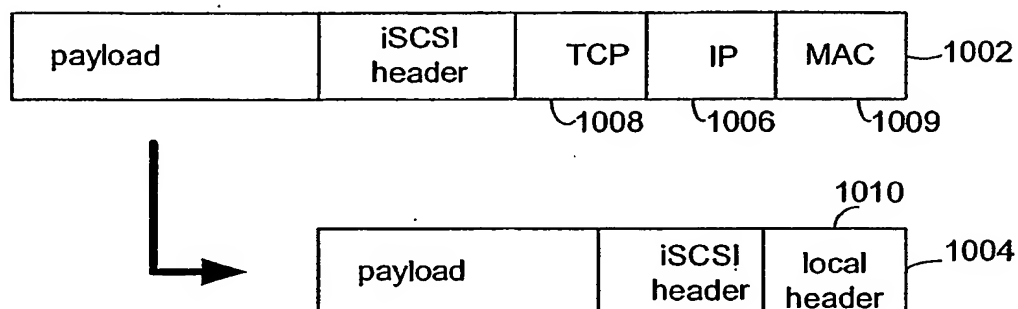 payload
iSCSI
header
TCP
IP
MAC
1002
1008
1006
1009
1010
payload
iSCSI
header
local
header
1004